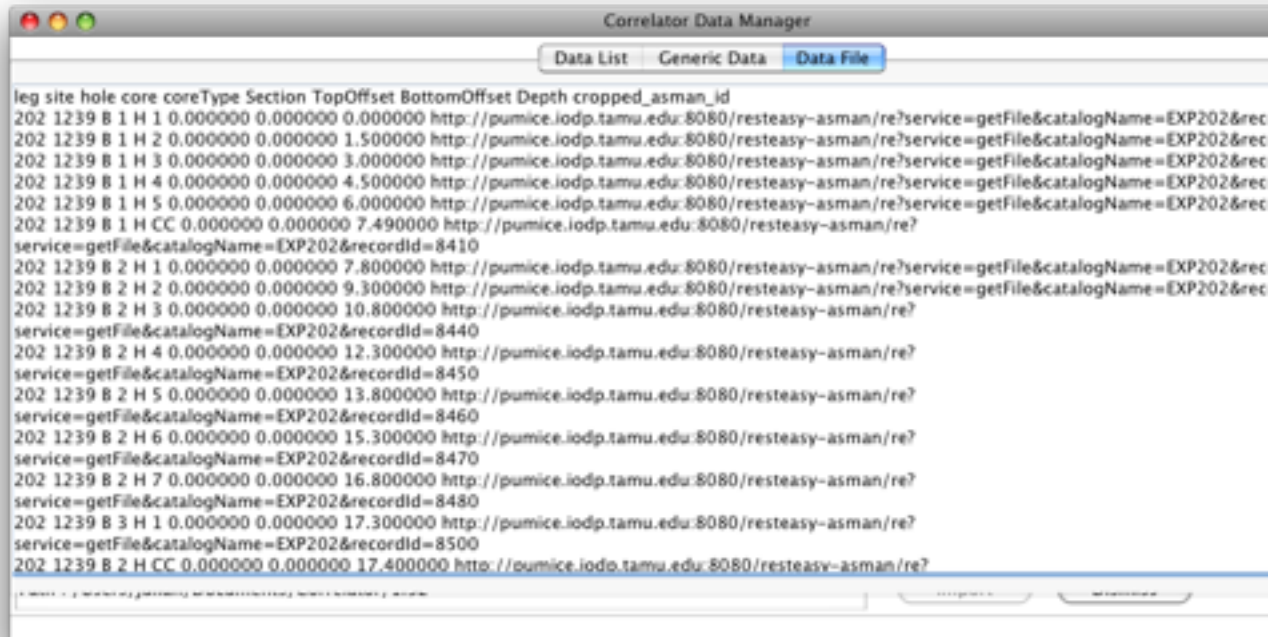 Correlator Data Manager
Data List Generic Data Data File
leg site hole core coreType Section TopOffset BottomOffset Depth cropped_asman_id
202 1239 B 1 H 1 0.000000 0.000000 0.000000 http://pumice.iodp.tamu.edu:8080/resteasy-asman/re?service=getFile&catalogName=EXP202&rec
202 1239 B 1 H 2 0.000000 0.000000 1.500000 http://pumice.iodp.tamu.edu:8080/resteasy-asman/re?service=getFile&catalogName=EXP202&rec
202 1239 B 1 H 3 0.000000 0.000000 3.000000 http://pumice.iodp.tamu.edu:8080/resteasy-asman/re?service=getFile&catalogName=EXP202&rec
202 1239 B 1 H 4 0.000000 0.000000 4.500000 http://pumice.iodp.tamu.edu:8080/resteasy-asman/re?service=getFile&catalogName=EXP202&rec
202 1239 B 1 H 5 0.000000 0.000000 6.000000 http://pumice.iodp.tamu.edu:8080/resteasy-asman/re?service=getFile&catalogName=EXP202&rec
202 1239 B 1 H CC 0.000000 0.000000 7.490000 http://pumice.iodp.tamu.edu:8080/resteasy-asman/re?
service=getFile&catalogName=EXP202&recordId=8410
202 1239 B 2 H 1 0.000000 0.000000 7.800000 http://pumice.iodp.tamu.edu:8080/resteasy-asman/re?service=getFile&catalogName=EXP202&rec
202 1239 B 2 H 2 0.000000 0.000000 9.300000 http://pumice.iodp.tamu.edu:8080/resteasy-asman/re?service=getFile&catalogName=EXP202&rec
202 1239 B 2 H 3 0.000000 0.000000 10.800000 http://pumice.iodp.tamu.edu:8080/resteasy-asman/re?
service=getFile&catalogName=EXP202&recordId=8440
202 1239 B 2 H 4 0.000000 0.000000 12.300000 http://pumice.iodp.tamu.edu:8080/resteasy-asman/re?
service=getFile&catalogName=EXP202&recordId=8450
202 1239 B 2 H 5 0.000000 0.000000 13.800000 http://pumice.iodp.tamu.edu:8080/resteasy-asman/re?
service=getFile&catalogName=EXP202&recordId=8460
202 1239 B 2 H 6 0.000000 0.000000 15.300000 http://pumice.iodp.tamu.edu:8080/resteasy-asman/re?
service=getFile&catalogName=EXP202&recordId=8470
202 1239 B 2 H 7 0.000000 0.000000 16.800000 http://pumice.iodp.tamu.edu:8080/resteasy-asman/re?
service=getFile&catalogName=EXP202&recordId=8480
202 1239 B 3 H 1 0.000000 0.000000 17.300000 http://pumice.iodp.tamu.edu:8080/resteasy-asman/re?
service=getFile&catalogName=EXP202&recordId=8500
202 1239 B 2 H CC 0.000000 0.000000 17.400000 http://pumice.iodp.tamu.edu:8080/resteasy-asman/re?